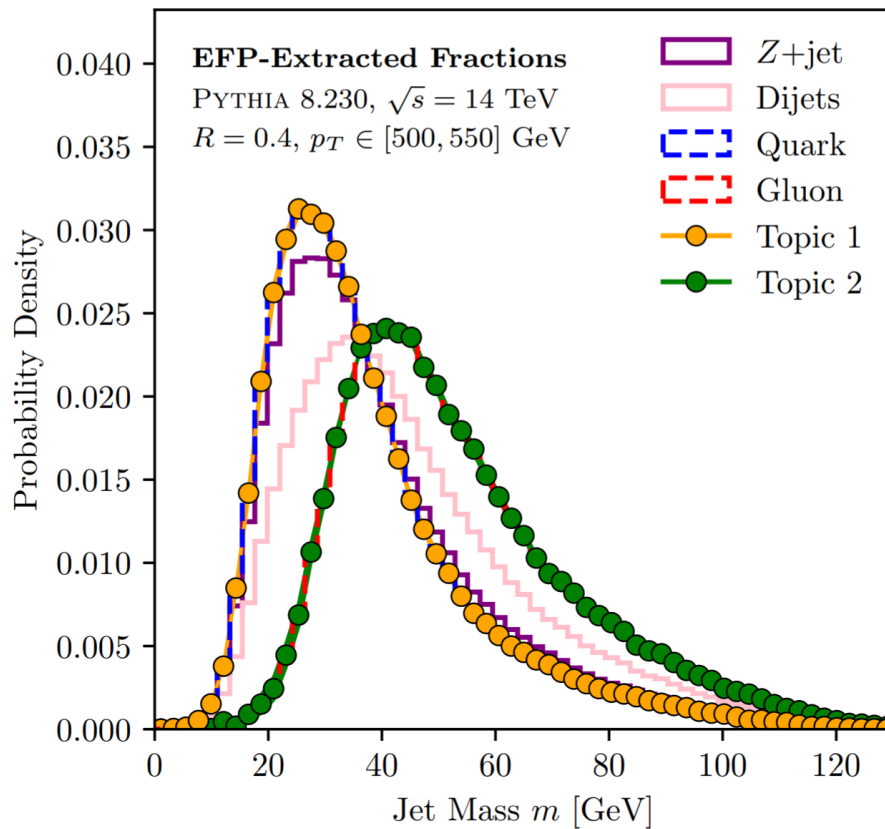 EFP-Extracted Fractions
PYTHIA 8.230, √s = 14 TeV
R = 0.4, p_T ∈ [500, 550] GeV
Z+jet
Dijets
Quark
Gluon
Topic 1
Topic 2
Probability Density
0.040
0.035
0.030
0.025
0.020
0.015
0.010
0.005
0.000
0 20 40 60 80 100 120
Jet Mass m [GeV]